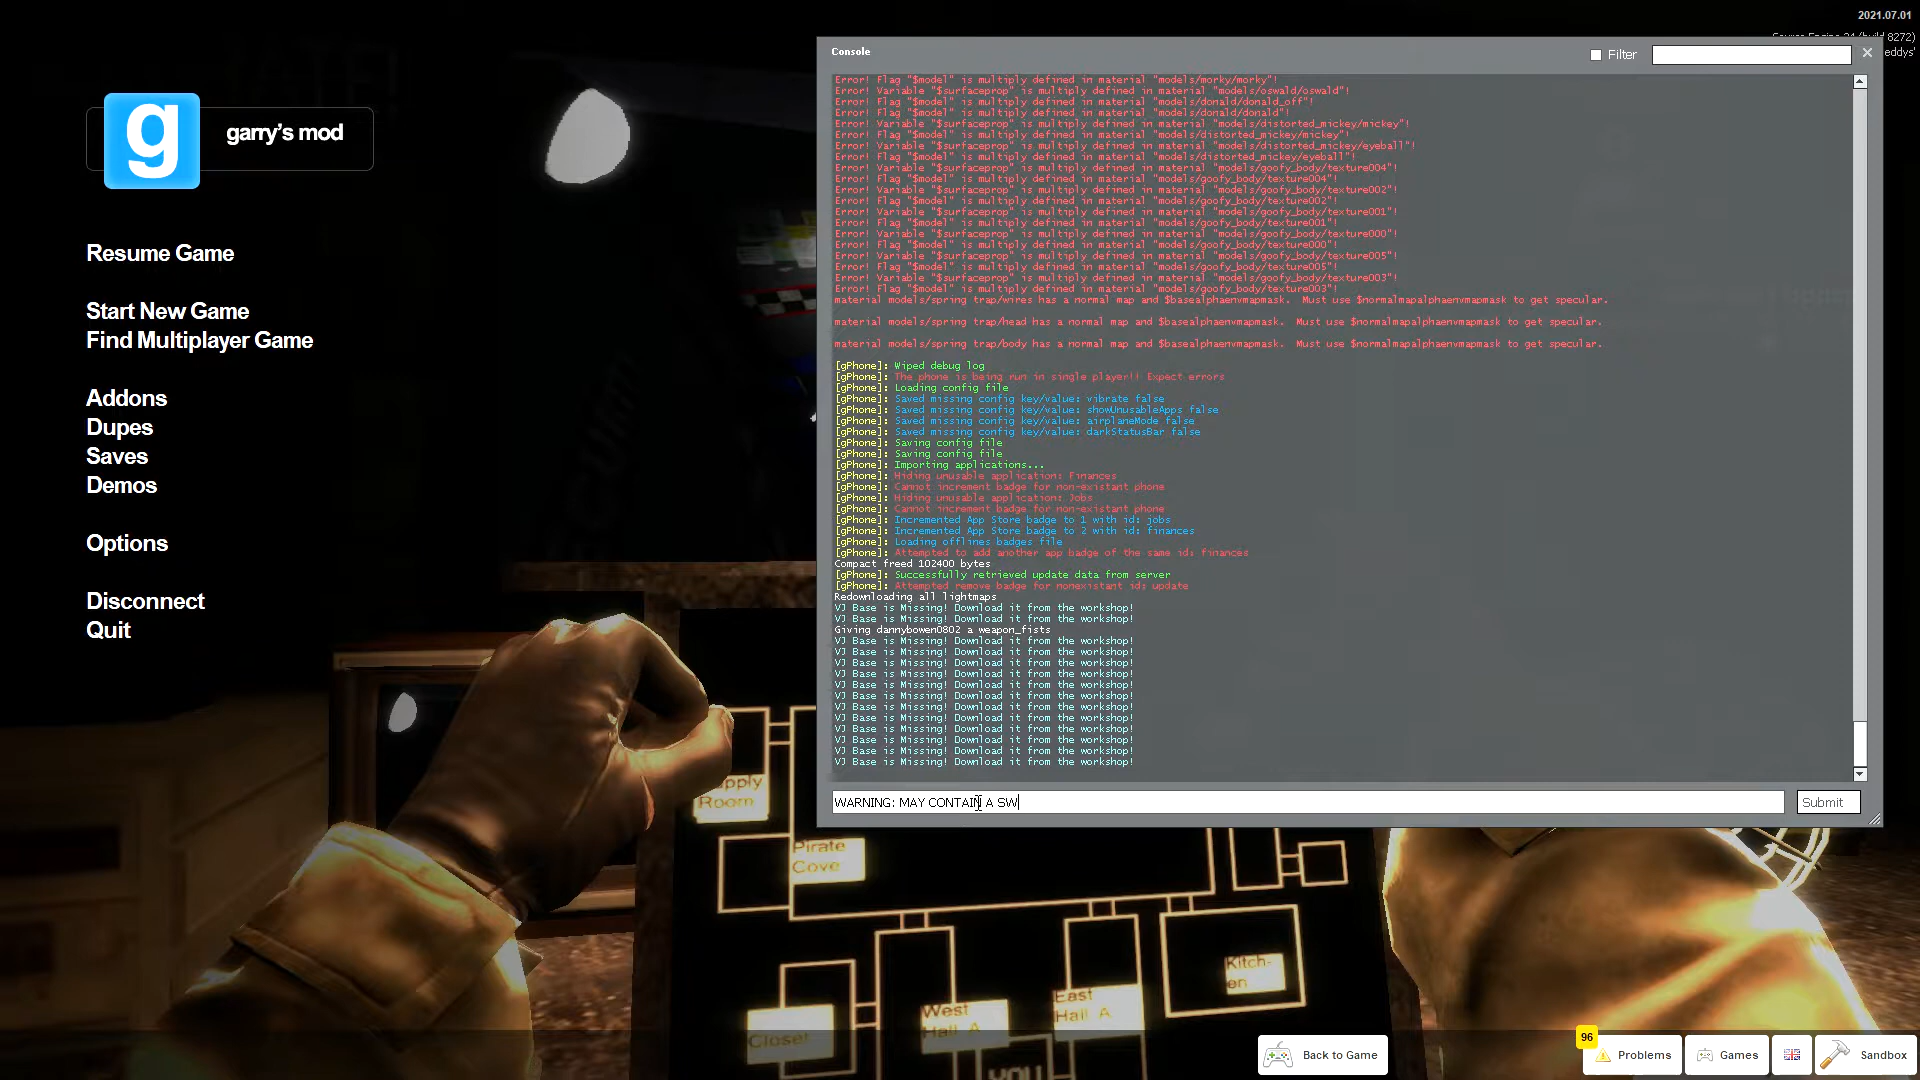 2021.07.01
8272)
eddys'
Console
Filter
g
garry's mod
Resume Game
Start New Game
Find Multiplayer Game
Addons
Dupes
Saves
Demos
Options
Disconnect
Quit
Error! Flag "$model" is multiply defined in material "models/morky/morky"!
Error! Variable "$surfaceprop" is multiply defined in material "models/oswald/oswald"!
Error! Flag "$model" is multiply defined in material "models/donald/donald_off"!
Error! Flag "$model" is multiply defined in material "models/donald/donald"!
Error! Variable "$surfaceprop" is multiply defined in material "models/distorted_mickey/mickey"!
Error! Flag "$model" is multiply defined in material "models/distorted_mickey/mickey"!
Error! Variable "$surfaceprop" is multiply defined in material "models/distorted_mickey/eyeball"!
Error! Flag "$model" is multiply defined in material "models/distorted_mickey/eyeball"!
Error! Variable "$surfaceprop" is multiply defined in material "models/goofy_body/texture004"!
Error! Flag "$model" is multiply defined in material "models/goofy_body/texture004"!
Error! Variable "$surfaceprop" is multiply defined in material "models/goofy_body/texture002"!
Error! Flag "$model" is multiply defined in material "models/goofy_body/texture002"!
Error! Variable "$surfaceprop" is multiply defined in material "models/goofy_body/texture001"!
Error! Flag "$model" is multiply defined in material "models/goofy_body/texture001"!
Error! Variable "$surfaceprop" is multiply defined in material "models/goofy_body/texture000"!
Error! Flag "$model" is multiply defined in material "models/goofy_body/texture000"!
Error! Variable "$surfaceprop" is multiply defined in material "models/goofy_body/texture005"!
Error! Flag "$model" is multiply defined in material "models/goofy_body/texture005"!
Error! Variable "$surfaceprop" is multiply defined in material "models/goofy_body/texture003"!
Error! Flag "$model" is multiply defined in material "models/goofy_body/texture003"!
material models/spring trap/wires has a normal map and $basealphaenvmapmask. Must use $normalmapalphaenvmapmask to get specular.
material models/spring trap/head has a normal map and $basealphaenvmapmask. Must use $normalmapalphaenvmapmask to get specular.
material models/spring trap/body has a normal map and $basealphaenvmapmask. Must use $normalmapalphaenvmapmask to get specular.
[gPhone]: Wiped debug log
[gPhone]: The phone is being run in single player!! Expect errors
[gPhone]: Loading config file
[gPhone]: Saved missing config key/value: vibrate false
[gPhone]: Saved missing config key/value: showUnusableApps false
[gPhone]: Saved missing config key/value: airplaneMode false
[gPhone]: Saved missing config key/value: darkStatusBar false
[gPhone]: Saving config file
[gPhone]: Saving config file
[gPhone]: Importing applications...
[gPhone]: Hiding unusable application: Finances
[gPhone]: Cannot increment badge for non-existant phone
[gPhone]: Hiding unusable application: Jobs
[gPhone]: Cannot increment badge for non-existant phone
[gPhone]: Incremented App Store badge to 1 with id: jobs
[gPhone]: Incremented App Store badge to 2 with id: finances
[gPhone]: Loading offlines badges file
[gPhone]: Attempted to add another app badge of the same id: finances
Compact freed 102400 bytes
[gPhone]: Successfully retrieved update data from server
[gPhone]: Attempted remove badge for nonexistant id: update
Redownloading all lightmaps
VJ Base is Missing! Download it from the workshop!
VJ Base is Missing! Download it from the workshop!
Giving dannybowen0802 a weapon_fists
VJ Base is Missing! Download it from the workshop!
VJ Base is Missing! Download it from the workshop!
VJ Base is Missing! Download it from the workshop!
VJ Base is Missing! Download it from the workshop!
VJ Base is Missing! Download it from the workshop!
VJ Base is Missing! Download it from the workshop!
VJ Base is Missing! Download it from the workshop!
VJ Base is Missing! Download it from the workshop!
VJ Base is Missing! Download it from the workshop!
VJ Base is Missing! Download it from the workshop!
VJ Base is Missing! Download it from the workshop!
VJ Base is Missing! Download it from the workshop!
WARNING: MAY CONTAIN A SW
Submit
Room
Pirate
Cove
Kitch-
en
Closet
West
Hall A
East
Hall A
YOU
Back to Game
96
Problems
Games
Sandbox